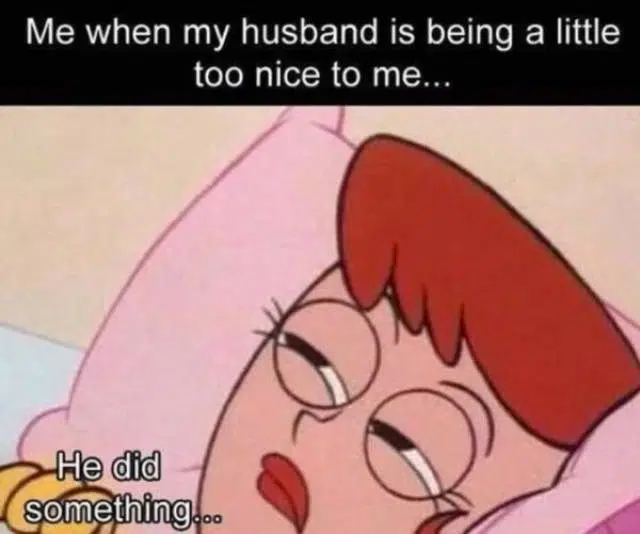 Me when my husband is being a little
too nice to me...
He did
something...